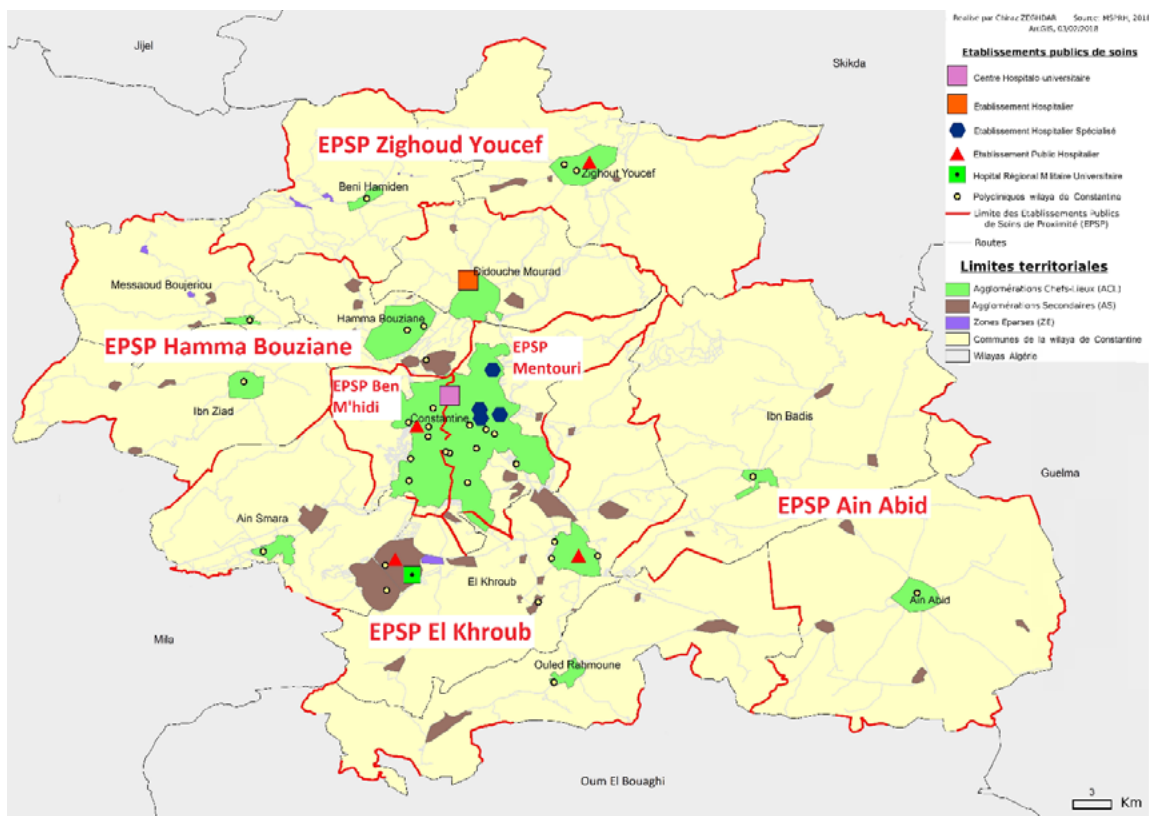 Réalisé par Chiraz ZEGHDAR Source: MSPRH, 2018
ArcGIS, 03/02/2018
Etablissements publics de soins
Centre Hospitalo universitaire
Etablissement Hospitalier
Etablissement Hospitalier Spécialisé
Etablissement Public Hospitalier
Hopital Régional Militaire Universitaire
Polycliniques wilaya de Constantine
Limite des Etablissements Publics
de Soins de Proximité (EPSP)
Routes
Limites territoriales
Agglomérations Chefs-Lieux (ACL)
Agglomérations Secondaires (AS)
Zones Eparses (ZE)
Communes de la wilaya de Constantine
Wilayas Algérie
Jijel
Skikda
EPSP Zighoud Youcef
Zighout Youcef
Beni Hamiden
Didouche Mourad
Messaoud Boujeriou
Hamma Bouziane
EPSP Hamma Bouziane
EPSP
Mentouri
EPSP Ben
M'hidi
Ibn Ziad
Constantine
Ibn Badis
Guelma
EPSP Ain Abid
Ain Smara
El Khroub
Ain Abid
EPSP El Khroub
Mila
Ouled Rahmoune
Oum El Bouaghi
3
Km